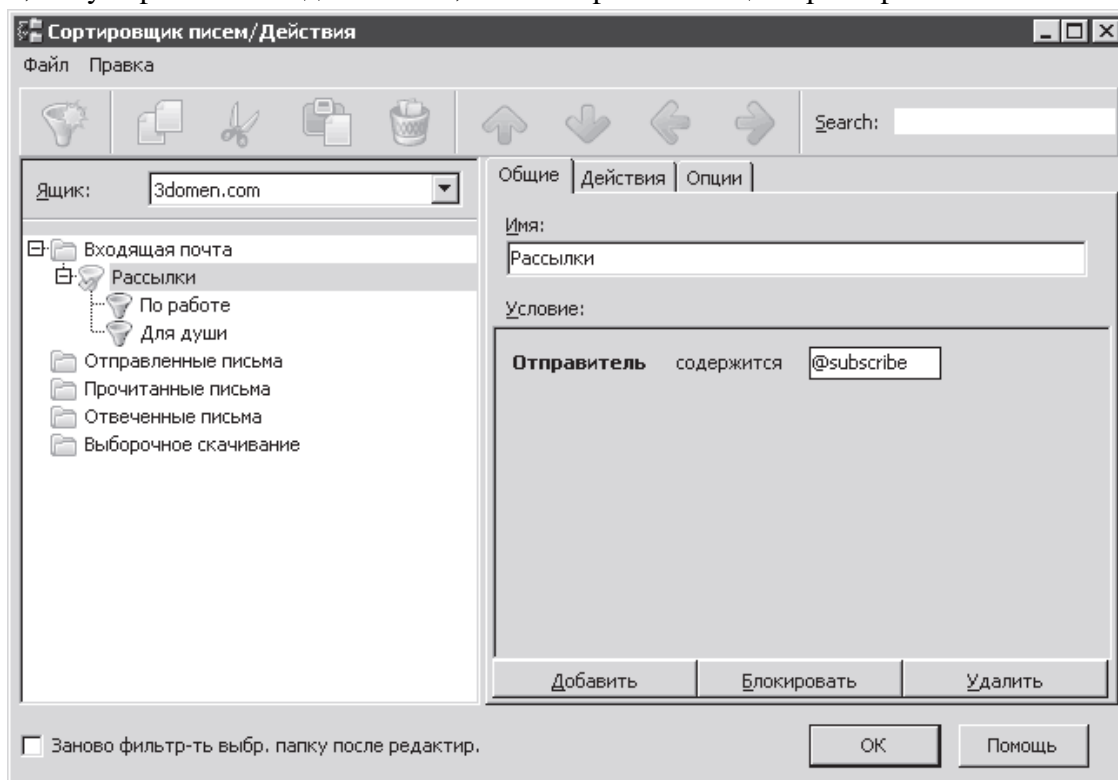 Сортировщик писем/Действия
Файл Правка
Search:
Ящик: 3domen.com
Входящая почта
Рассылки
По работе
Для души
Отправленные письма
Прочитанные письма
Отвеченные письма
Выборочное скачивание
Общие Действия Опции
Имя:
Рассылки
Условие:
Отправитель содержится @subscribe
Добавить Блокировать Удалить
Заново фильтр-ть выбр. папку после редактир.
OK Помощь